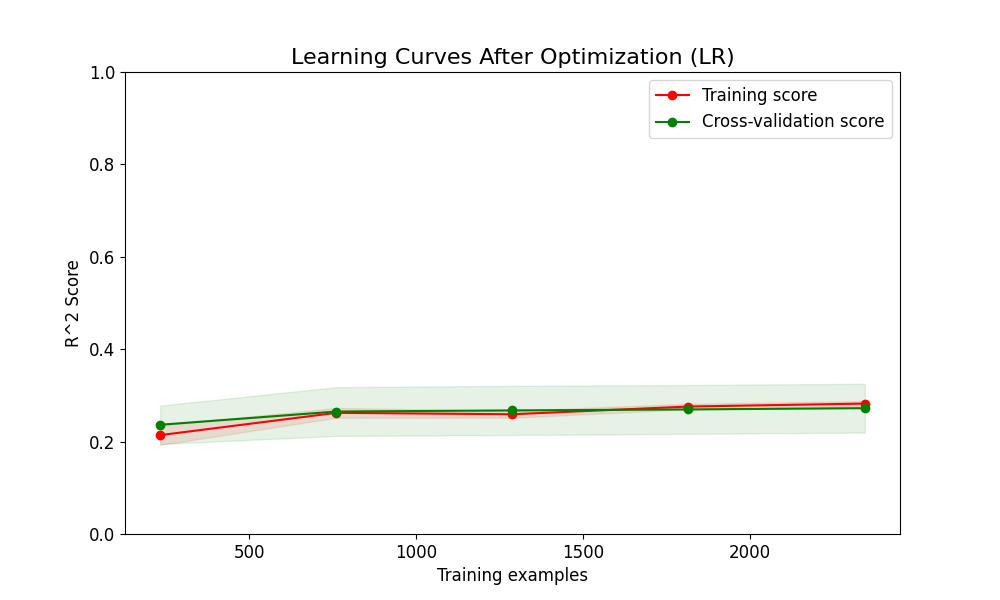 Learning Curves After Optimization (LR)
Training score
Cross-validation score
1.0
0.8
0.6
0.4
0.2
0.0
R^2 Score
500 1000 1500 2000
Training examples